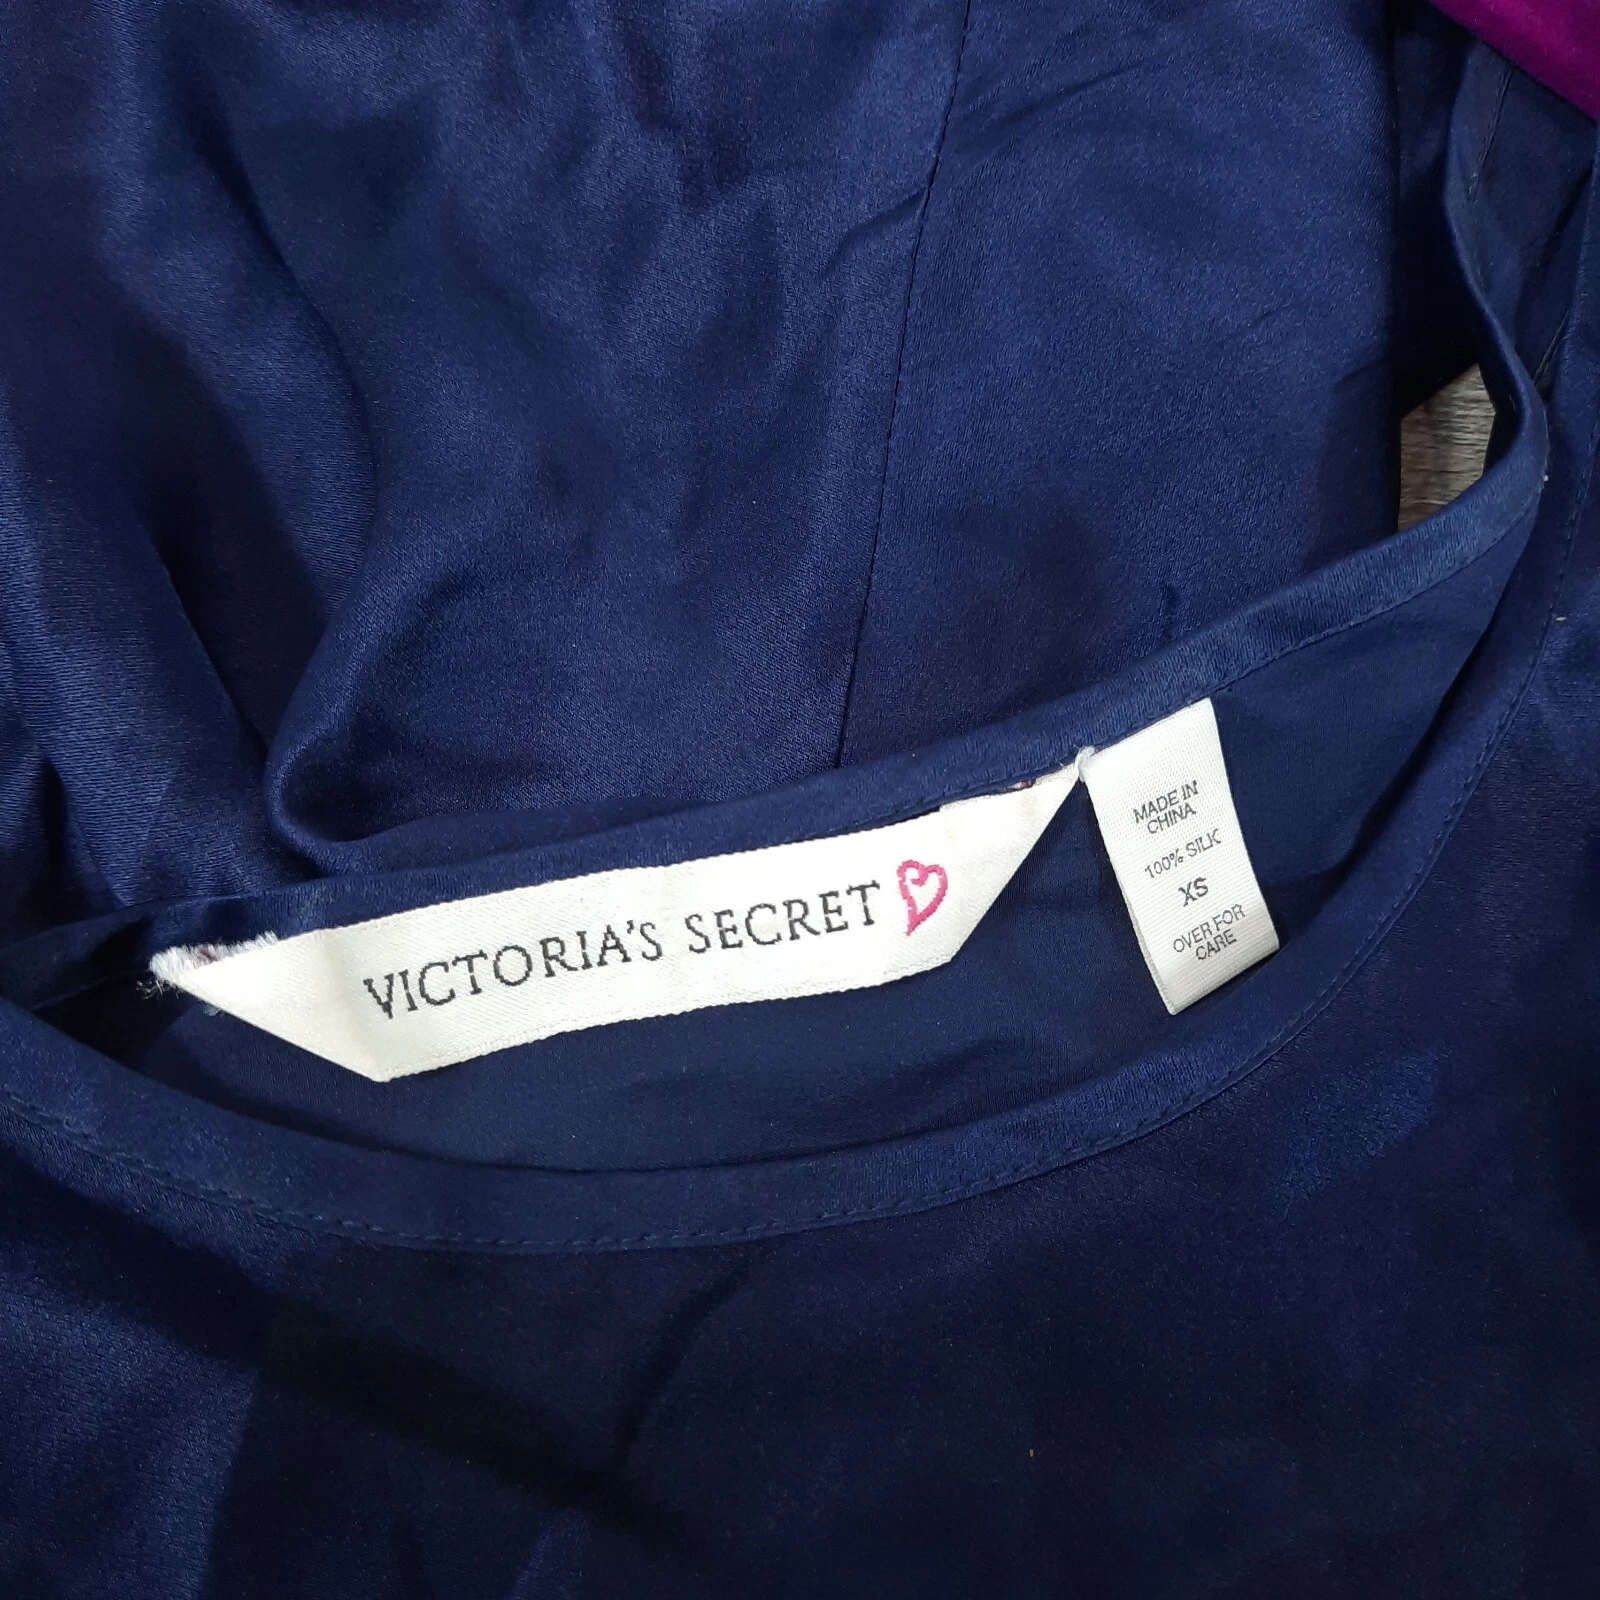 VICTORIA'S SECRET
MADE IN
CHINA
100% SILK
XS
OVER FOR
CARE